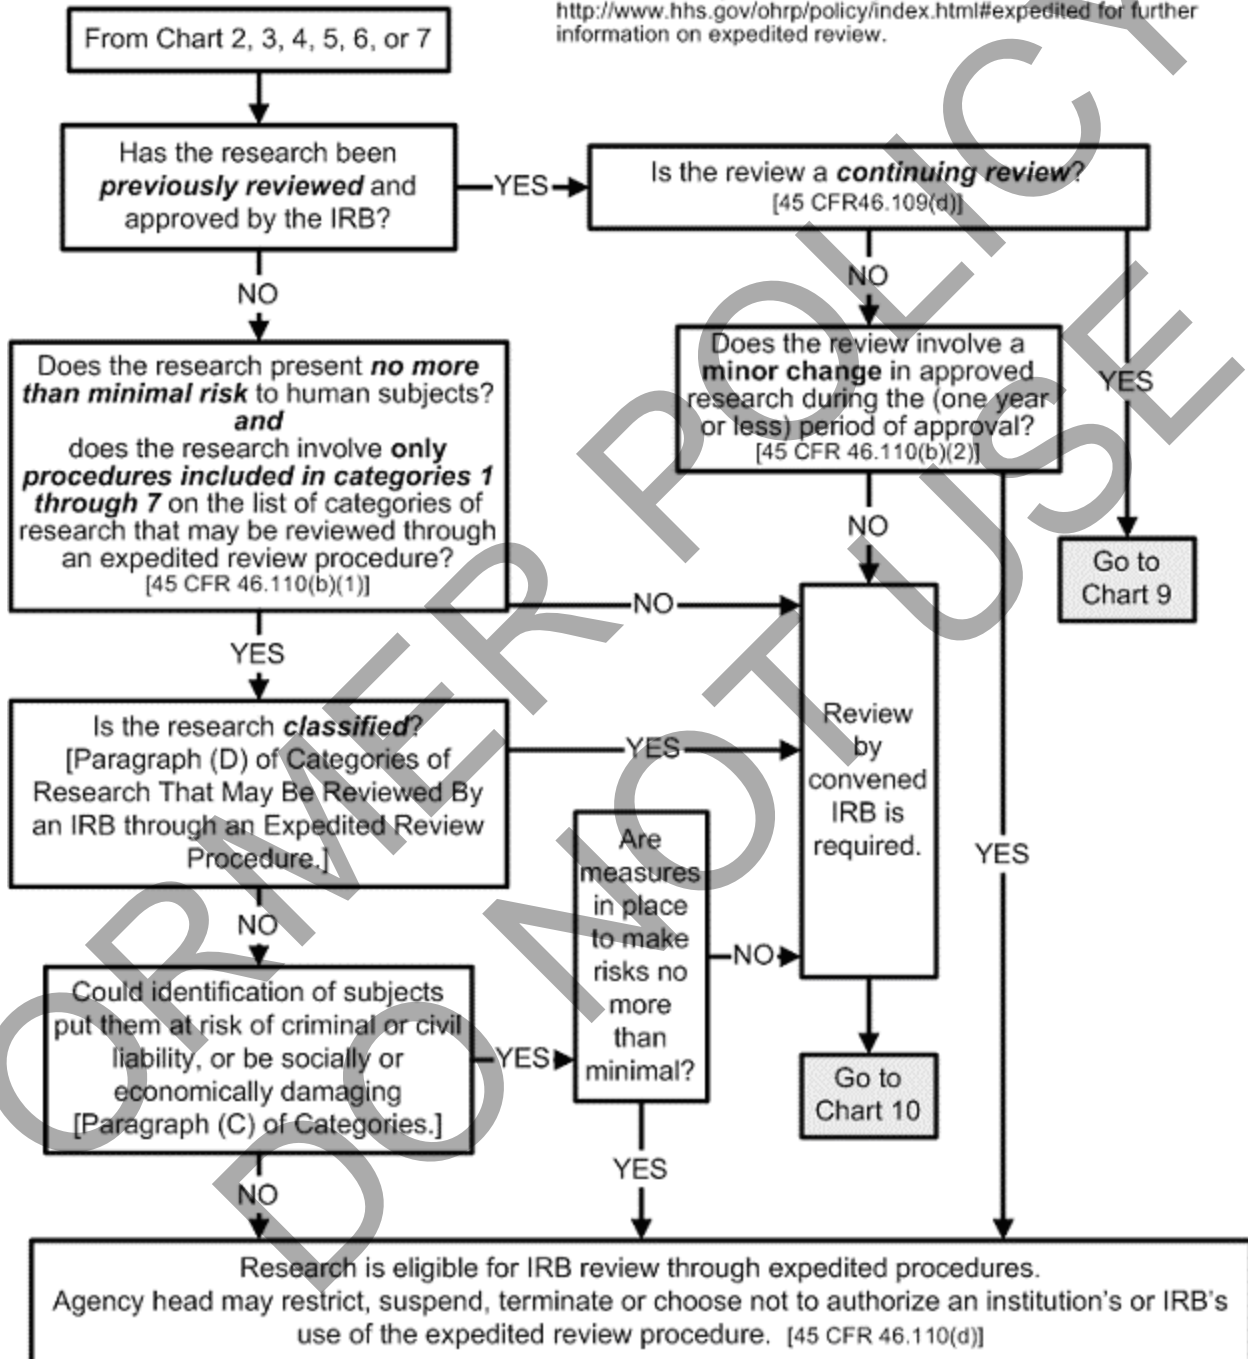 http://www.hhs.gov/ohrp/policy/index.html#expedited for further
information on expedited review.
From Chart 2, 3, 4, 5, 6, or 7
Has the research been
previously reviewed and
approved by the IRB?
YES
Is the review a continuing review?
[45 CFR46.109(d)]
NO
NO
YES
Does the research present no more
than minimal risk to human subjects?
and
does the research involve only
procedures included in categories 1
through 7 on the list of categories of
research that may be reviewed through
an expedited review procedure?
[45 CFR 46.110(b)(1)]
Does the review involve a
minor change in approved
research during the (one year
or less) period of approval?
[45 CFR 46.110(b)(2)]
NO
Go to
Chart 9
NO
YES
Is the research classified?
[Paragraph (D) of Categories of
Research That May Be Reviewed By
an IRB through an Expedited Review
Procedure.]
YES
Review
by
convened
IRB is
required.
YES
NO
Are
measures
in place
to make
risks no
more
than
minimal?
NO
Could identification of subjects
put them at risk of criminal or civil
liability, or be socially or
economically damaging
[Paragraph (C) of Categories.]
YES
Go to
Chart 10
YES
NO
Research is eligible for IRB review through expedited procedures.
Agency head may restrict, suspend, terminate or choose not to authorize an institution's or IRB's
use of the expedited review procedure. [45 CFR 46.110(d)]
ORMER POLICY
DO NOT USE